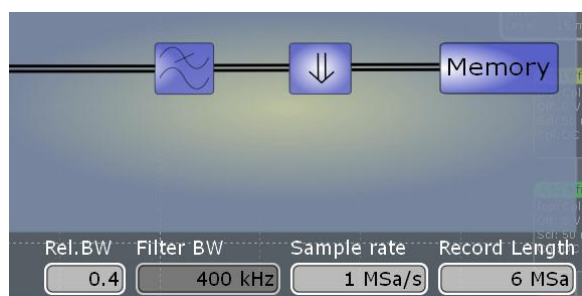 Memory
Rel.BW Filter BW Sample rate Record Length
0.4 400 kHz 1 MSa/s 6 MSa